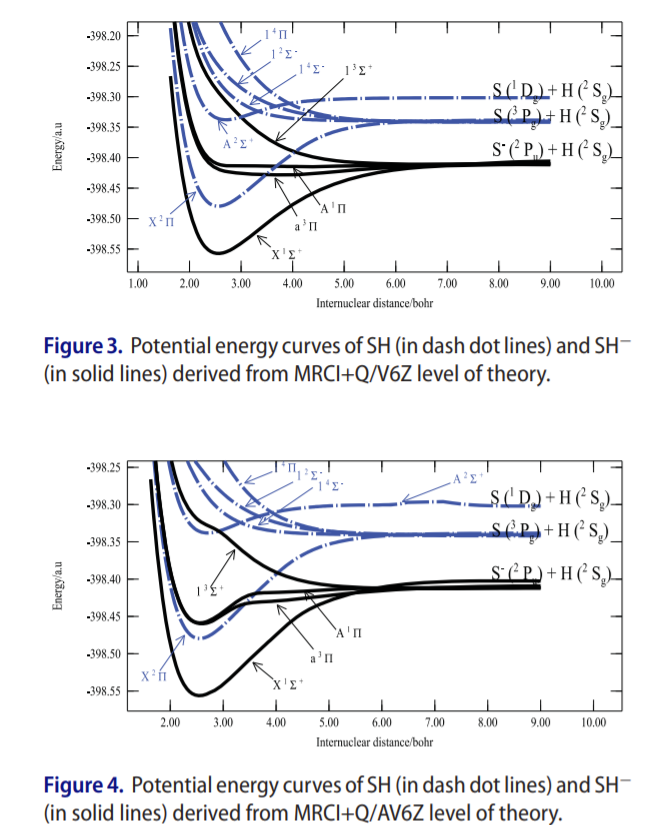 -398.20
-398.25
-398.30
-398.35
-398.40
-398.45
-398.50
-398.55
Energy/a.u
1⁴Π
1²Σ⁻
1⁴Σ⁻
1³Σ⁺
A²Σ⁺
X²Π
A¹Π
a³Π
X¹Σ⁺
S(¹D_g)+H(²S_g)
S(³P_g)+H(²S_g)
S⁻(²P_u)+H(²S_g)
1.00 2.00 3.00 4.00 5.00 6.00 7.00 8.00 9.00 10.00
Internuclear distance/bohr
Figure 3. Potential energy curves of SH (in dash dot lines) and SH⁻
(in solid lines) derived from MRCI+Q/V6Z level of theory.
-398.25
-398.30
-398.35
-398.40
-398.45
-398.50
-398.55
Energy/a.u
⁴Π
1²Σ⁻
1⁴Σ⁻
A²Σ⁺
1³Σ⁺
A¹Π
a³Π
X²Π
X¹Σ⁺
S(¹D_g)+H(²S_g)
S(³P_g)+H(²S_g)
S⁻(²P_u)+H(²S_g)
2.00 3.00 4.00 5.00 6.00 7.00 8.00 9.00 10.00
Internuclear distance/bohr
Figure 4. Potential energy curves of SH (in dash dot lines) and SH⁻
(in solid lines) derived from MRCI+Q/AV6Z level of theory.